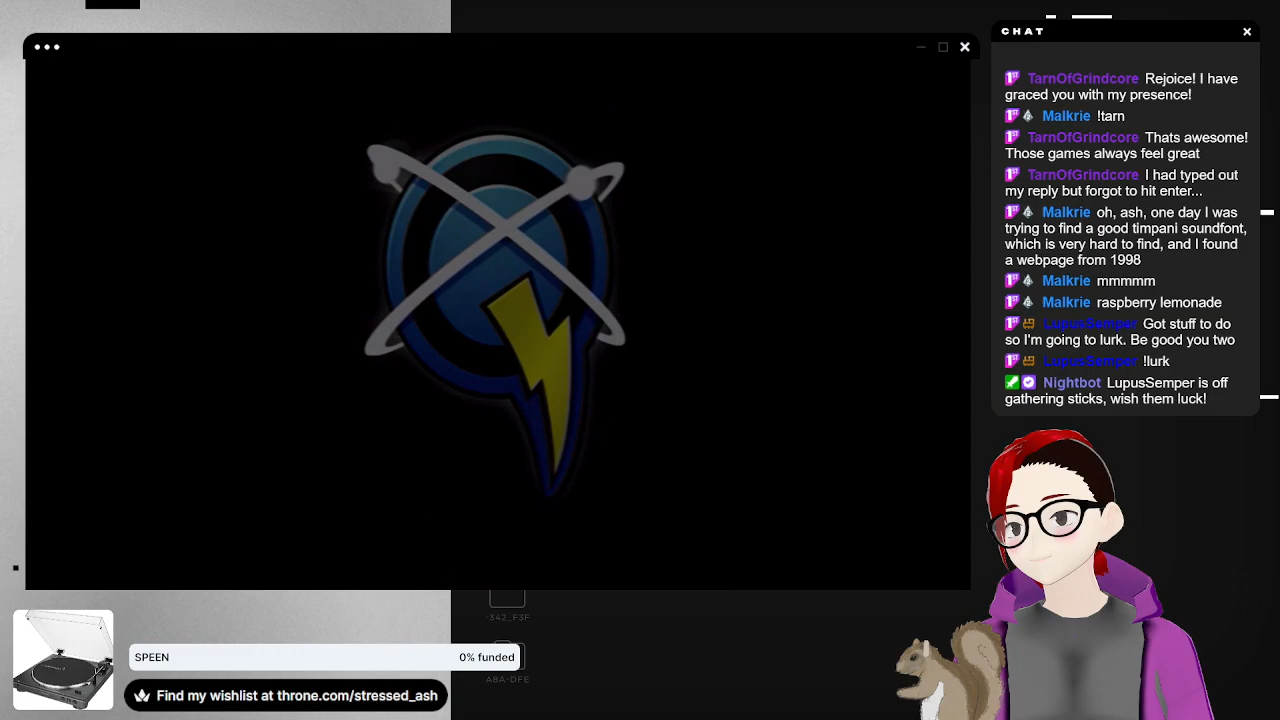 CHAT
TarnOfGrindcore Rejoice! I have
graced you with my presence!
Malkrie !tarn
TarnOfGrindcore Thats awesome!
Those games always feel great
TarnOfGrindcore I had typed out
my reply but forgot to hit enter...
Malkrie oh, ash, one day I was
trying to find a good timpani soundfont,
which is very hard to find, and I found
a webpage from 1998
Malkrie mmmmm
Malkrie raspberry lemonade
LupusSemper Got stuff to do
so I'm going to lurk. Be good you two
LupusSemper !lurk
Nightbot LupusSemper is off
gathering sticks, wish them luck!
-342_F3F
SPEEN 0% funded
A8A-DFE
Find my wishlist at throne.com/stressed_ash